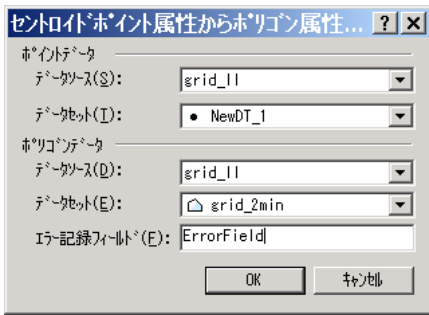 セントロイドﾎﾟイント属性からﾎﾟリゴン属性...
ﾎﾟｲﾝﾄﾃﾞｰﾀ
ﾃﾞｰﾀｿｰｽ(S):
grid_ll
ﾃﾞｰﾀｾｯﾄ(T):
NewDT_1
ﾎﾟﾘｺﾞﾝﾃﾞｰﾀ
ﾃﾞｰﾀｿｰｽ(D):
grid_ll
ﾃﾞｰﾀｾｯﾄ(E):
grid_2min
ｴﾗｰ記録ﾌｨｰﾙﾄﾞ(F):
ErrorField
OK
ｷｬﾝｾﾙ